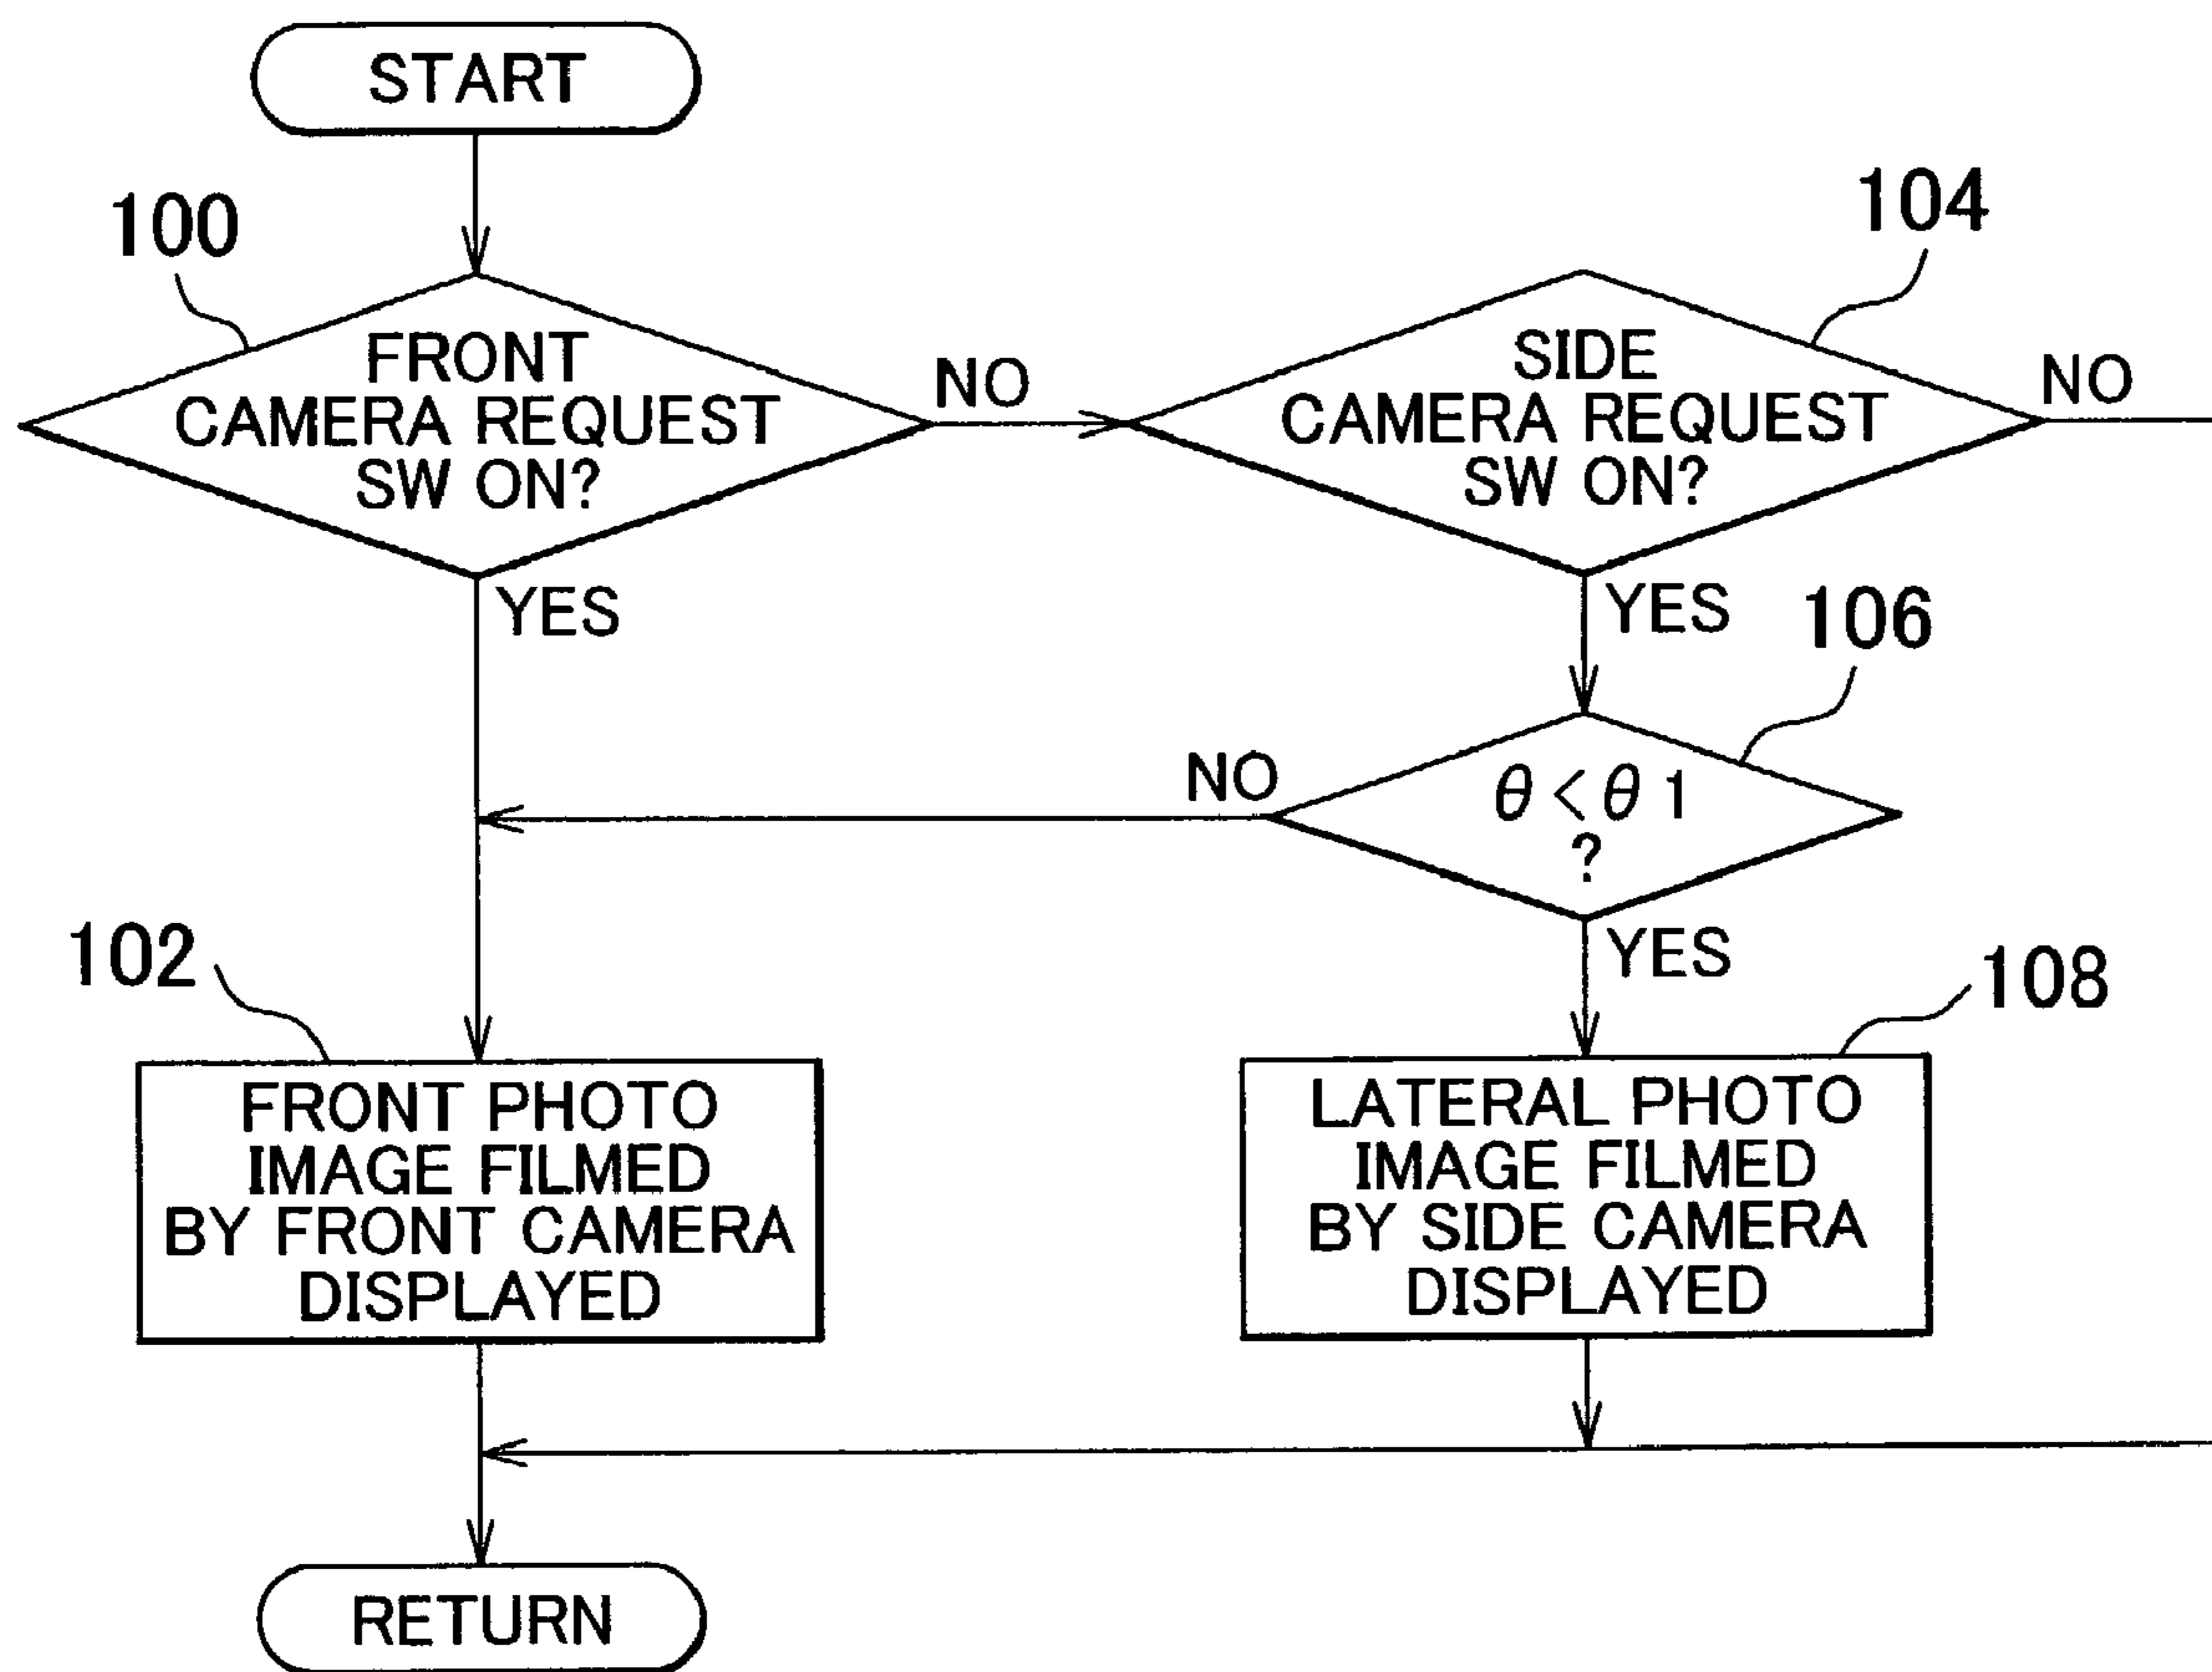 START
100
FRONT
CAMERA REQUEST
SW ON?
NO
YES
104
SIDE
CAMERA REQUEST
SW ON?
NO
YES
106
θ < θ 1
?
NO
YES
102
FRONT PHOTO
IMAGE FILMED
BY FRONT CAMERA
DISPLAYED
108
LATERAL PHOTO
IMAGE FILMED
BY SIDE CAMERA
DISPLAYED
RETURN